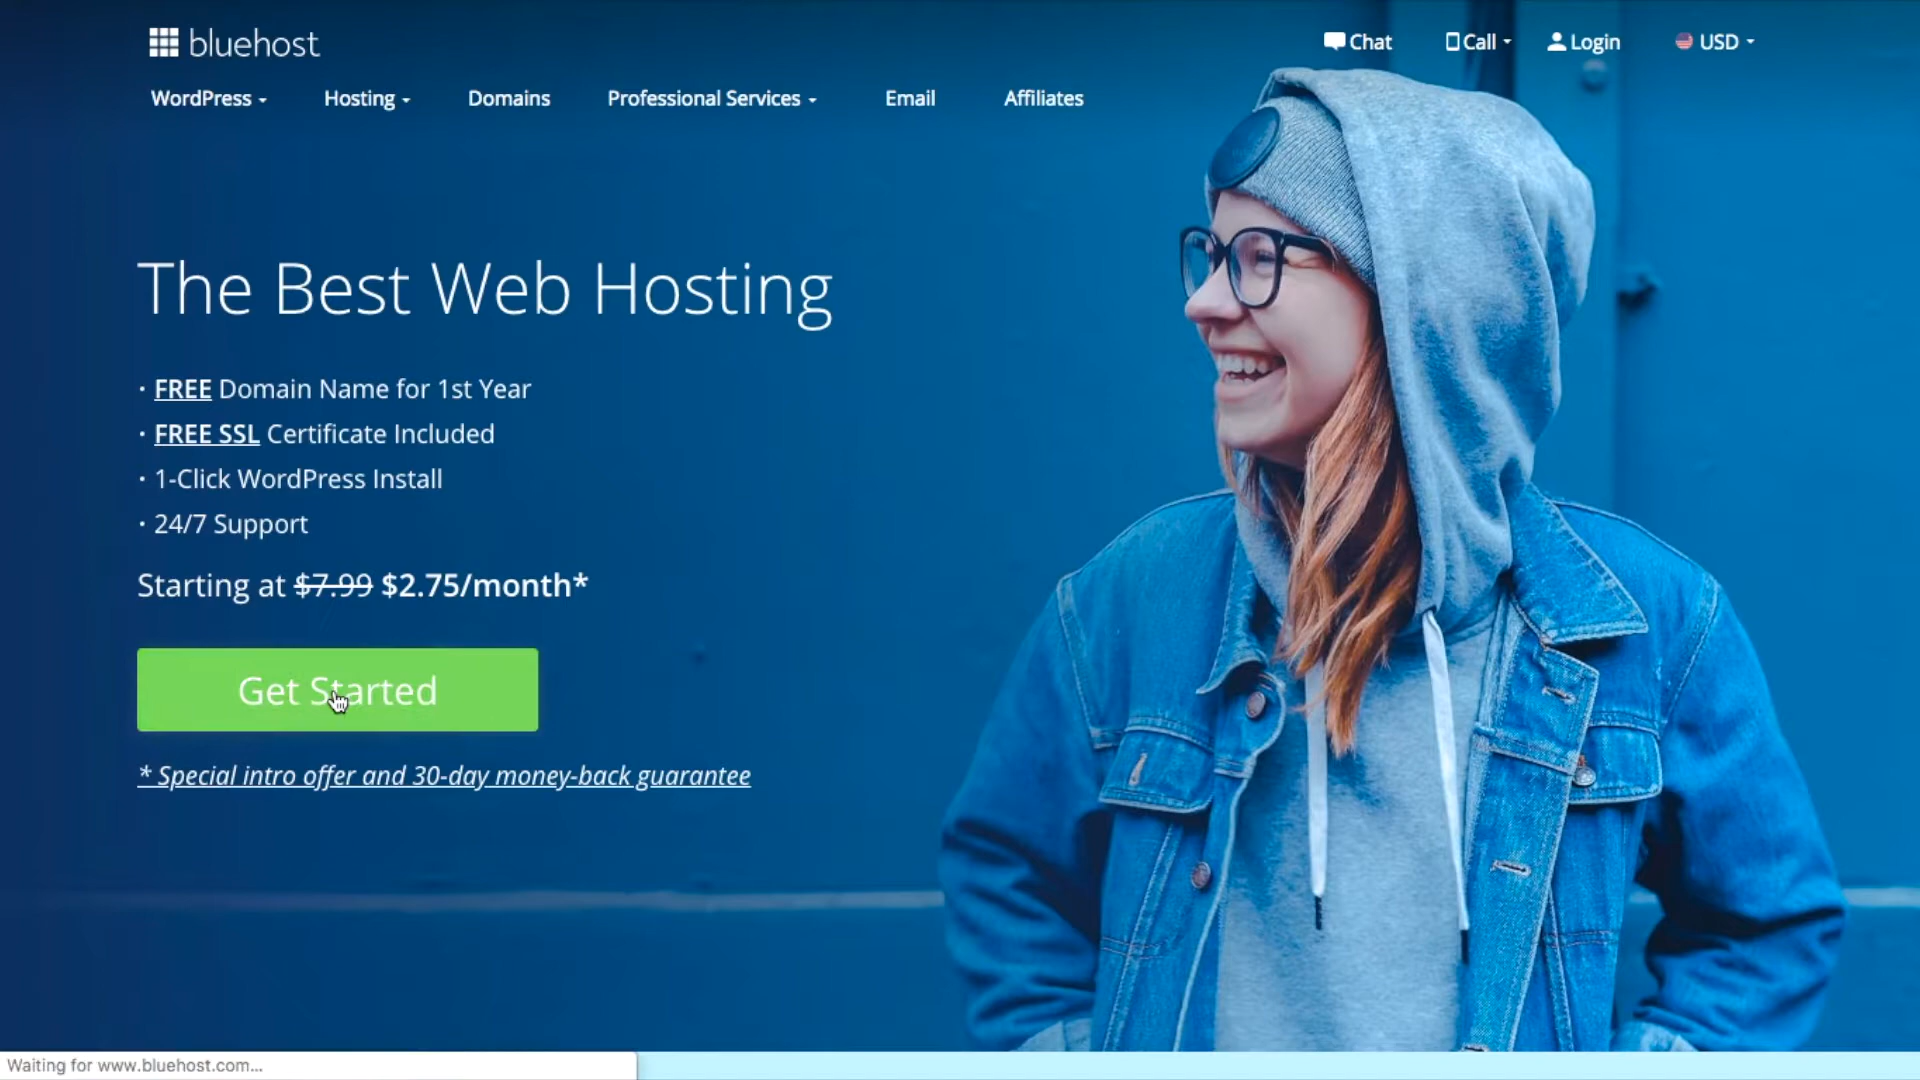 bluehost
Chat Call Login USD
WordPress Hosting Domains Professional Services Email Affiliates
The Best Web Hosting
· FREE Domain Name for 1st Year
· FREE SSL Certificate Included
· 1-Click WordPress Install
· 24/7 Support
Starting at $7.99 $2.75/month*
Get Started
* Special intro offer and 30-day money-back guarantee
Waiting for www.bluehost.com...